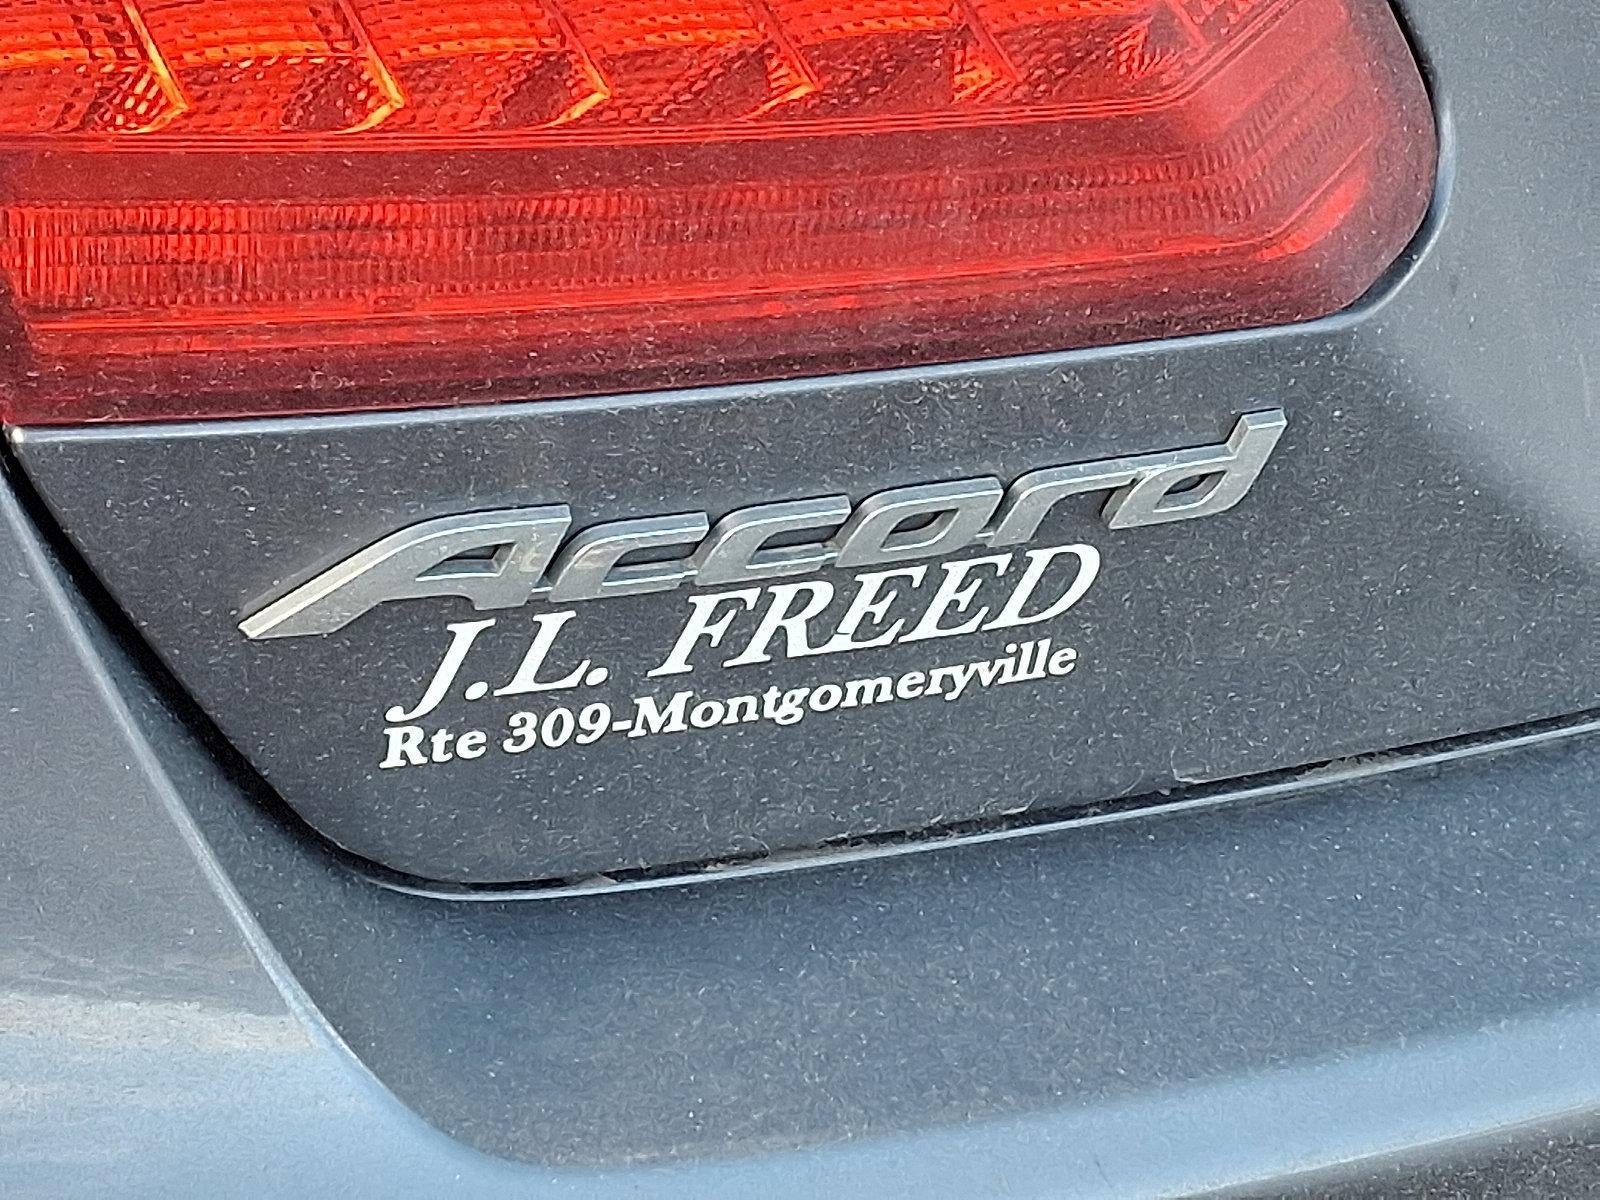 Accord
J.L. FREED
Rte 309-Montgomeryville